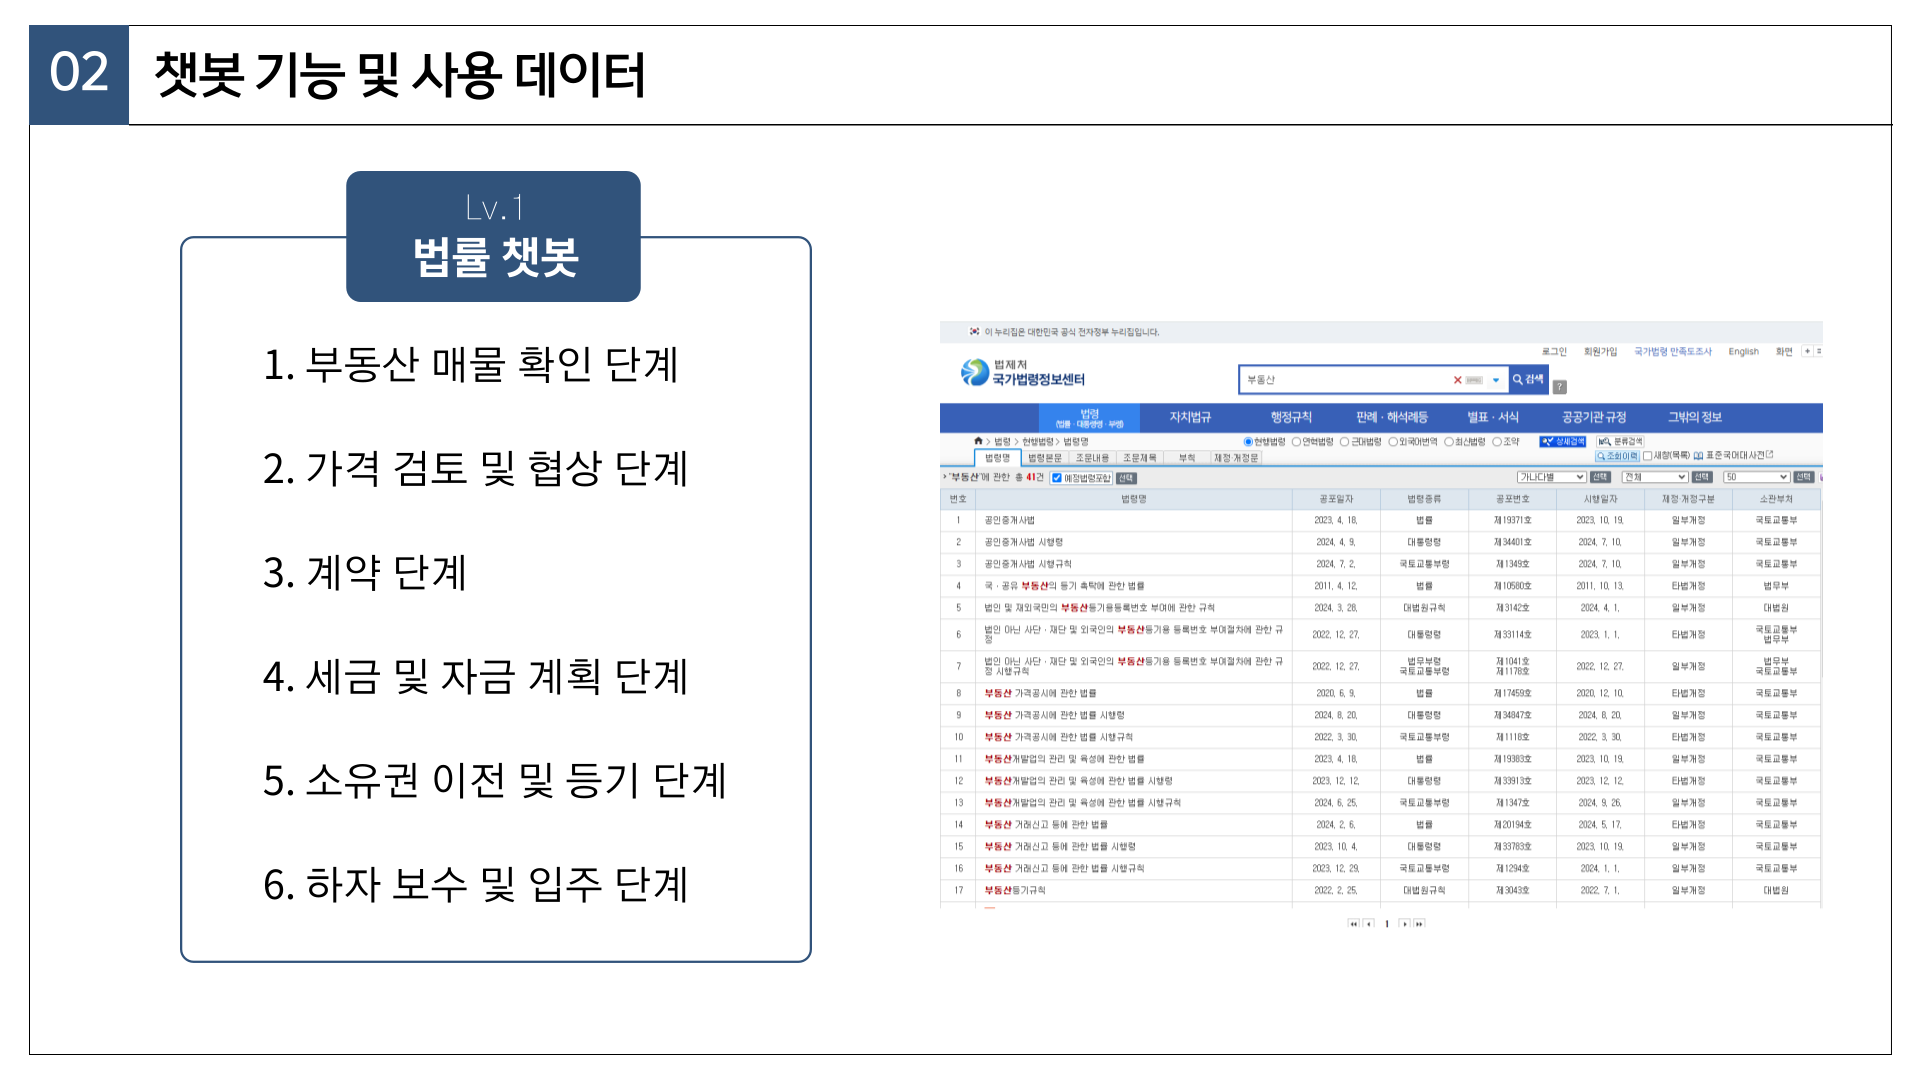 02
챗봇 기능 및 사용 데이터
Lv.1
법률 챗봇
1. 부동산 매물 확인 단계
2. 가격 검토 및 협상 단계
3. 계약 단계
4. 세금 및 자금 계획 단계
5. 소유권 이전 및 등기 단계
6. 하자 보수 및 입주 단계
이 누리집은 대한민국 공식 전자정부 누리집입니다.
로그인 회원가입 국가법령 만족도조사 English 화면 +
법제처
국가법령정보센터
부동산
검색
?
법령 자치법규 행정규칙 판례 · 해석례등 별표 · 서식 공공기관 규정 그밖의 정보
(법률 · 대통령령 · 부령)
> 법령 > 현행법령 > 법령명
현행법령 연혁법령 근대법령 외국어번역 최신법령 조약 상세검색 분류검색
법령명 법령본문 조문내용 조문제목 부칙 제정·개정문
조회이력 새창(목록) 표준국어대사전
"부동산"에 관한 총 41건 예정법령포함 선택
가나다별 선택 전체 선택 50 선택
번호 법령명 공포일자 법령종류 공포번호 시행일자 제정·개정구분 소관부처
1 공인중개사법 2023. 4. 18. 법률 제19371호 2023. 10. 19. 일부개정 국토교통부
2 공인중개사법 시행령 2024. 4. 9. 대통령령 제34401호 2024. 7. 10. 일부개정 국토교통부
3 공인중개사법 시행규칙 2024. 7. 2. 국토교통부령 제1349호 2024. 7. 10. 일부개정 국토교통부
4 국 · 공유 부동산의 등기 촉탁에 관한 법률 2011. 4. 12. 법률 제10580호 2011. 10. 13. 타법개정 법무부
5 법인 및 재외국민의 부동산등기용등록번호 부여에 관한 규칙 2024. 3. 28. 대법원규칙 제3142호 2024. 4. 1. 일부개정 대법원
6 법인 아닌 사단 · 재단 및 외국인의 부동산등기용 등록번호 부여절차에 관한 규정 2022. 12. 27. 대통령령 제33114호 2023. 1. 1. 타법개정 국토교통부 법무부
7 법인 아닌 사단 · 재단 및 외국인의 부동산등기용 등록번호 부여절차에 관한 규정 시행규칙 2022. 12. 27. 법무부령 국토교통부령 제1041호 제1178호 2022. 12. 27. 일부개정 법무부 국토교통부
8 부동산 가격공시에 관한 법률 2020. 6. 9. 법률 제17459호 2020. 12. 10. 타법개정 국토교통부
9 부동산 가격공시에 관한 법률 시행령 2024. 8. 20. 대통령령 제34847호 2024. 8. 20. 일부개정 국토교통부
10 부동산 가격공시에 관한 법률 시행규칙 2022. 3. 30. 국토교통부령 제1118호 2022. 3. 30. 타법개정 국토교통부
11 부동산개발업의 관리 및 육성에 관한 법률 2023. 4. 18. 법률 제19383호 2023. 10. 19. 일부개정 국토교통부
12 부동산개발업의 관리 및 육성에 관한 법률 시행령 2023. 12. 12. 대통령령 제33913호 2023. 12. 12. 타법개정 국토교통부
13 부동산개발업의 관리 및 육성에 관한 법률 시행규칙 2024. 6. 25. 국토교통부령 제1347호 2024. 9. 26. 일부개정 국토교통부
14 부동산 거래신고 등에 관한 법률 2024. 2. 6. 법률 제20194호 2024. 5. 17. 타법개정 국토교통부
15 부동산 거래신고 등에 관한 법률 시행령 2023. 10. 4. 대통령령 제33783호 2023. 10. 19. 일부개정 국토교통부
16 부동산 거래신고 등에 관한 법률 시행규칙 2023. 12. 29. 국토교통부령 제1294호 2024. 1. 1. 일부개정 국토교통부
17 부동산등기규칙 2022. 2. 25. 대법원규칙 제3043호 2022. 7. 1. 일부개정 대법원
1